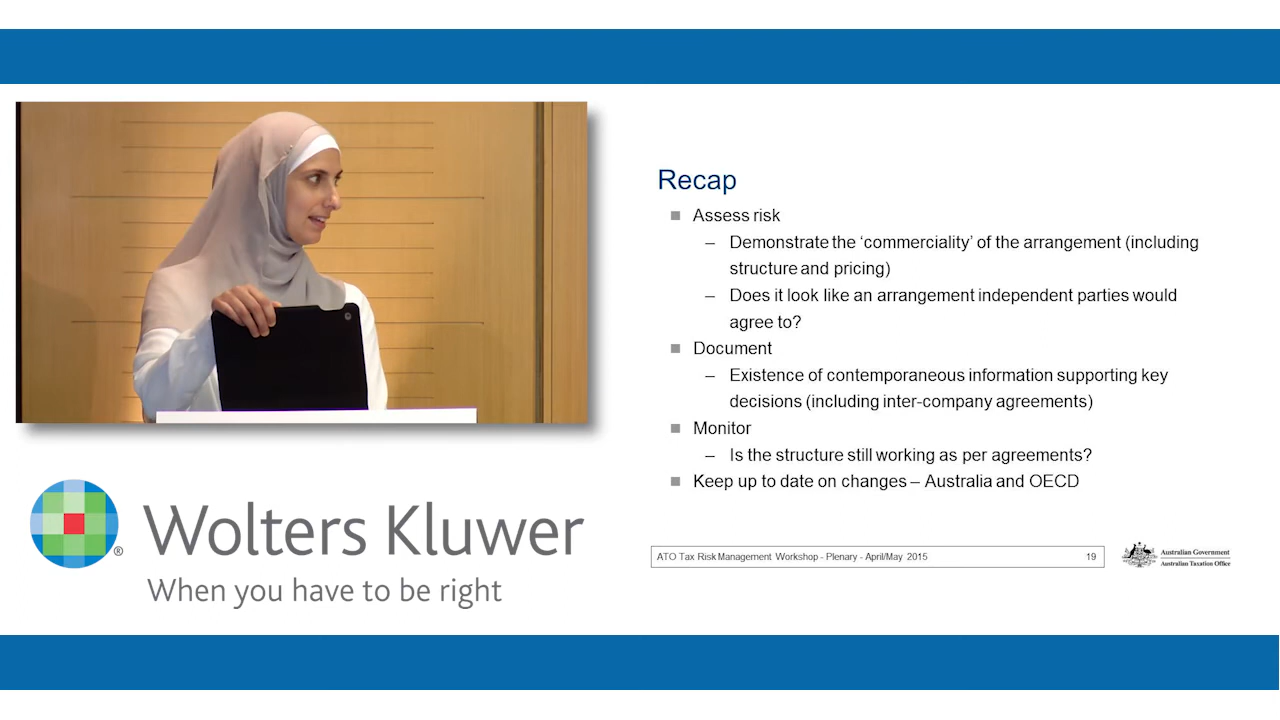 Recap
Assess risk
– Demonstrate the ‘commerciality’ of the arrangement (including
structure and pricing)
– Does it look like an arrangement independent parties would
agree to?
Document
– Existence of contemporaneous information supporting key
decisions (including inter-company agreements)
Monitor
– Is the structure still working as per agreements?
Keep up to date on changes – Australia and OECD
ATO Tax Risk Management Workshop - Plenary - April/May 2015 19
Australian Government
Australian Taxation Office
® Wolters Kluwer
When you have to be right